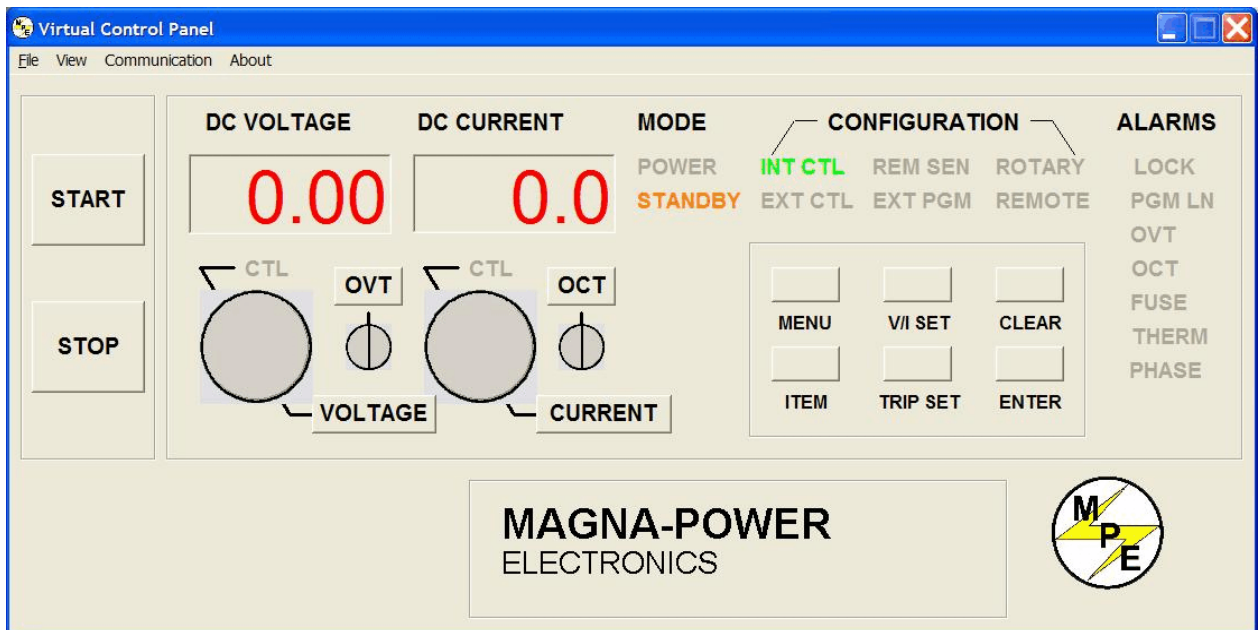 Virtual Control Panel
File View Communication About
DC VOLTAGE DC CURRENT MODE CONFIGURATION ALARMS
START
0.00 0.0
POWER INT CTL REM SEN ROTARY LOCK
STANDBY EXT CTL EXT PGM REMOTE PGM LN
OVT
OCT
FUSE
THERM
PHASE
CTL OVT CTL OCT
MENU V/I SET CLEAR
STOP
ITEM TRIP SET ENTER
VOLTAGE CURRENT
MAGNA-POWER
ELECTRONICS
M
P
E